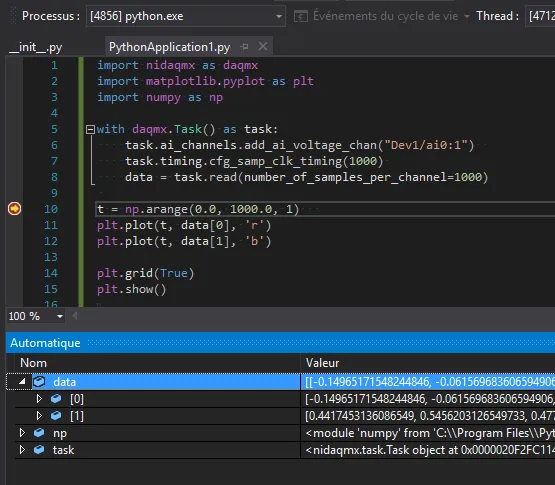 Processus : [4856] python.exe Événements du cycle de vie Thread : [4712
__init__.py PythonApplication1.py
1 import nidaqmx as daqmx
2 import matplotlib.pyplot as plt
3 import numpy as np
4
5 with daqmx.Task() as task:
6 task.ai_channels.add_ai_voltage_chan("Dev1/ai0:1")
7 task.timing.cfg_samp_clk_timing(1000)
8 data = task.read(number_of_samples_per_channel=1000)
9
10 t = np.arange(0.0, 1000.0, 1)
11 plt.plot(t, data[0], 'r')
12 plt.plot(t, data[1], 'b')
13
14 plt.grid(True)
15 plt.show()
16
100 %
Automatique
Nom Valeur
data [[-0.14965171548244846, -0.061569683606594906
[0] [-0.14965171548244846, -0.061569683606594906,
[1] [0.4417453136086549, 0.5456203126549733, 0.477
np <module 'numpy' from 'C:\\Program Files\\Pyt
task <nidaqmx.task.Task object at 0x0000020F2FC114